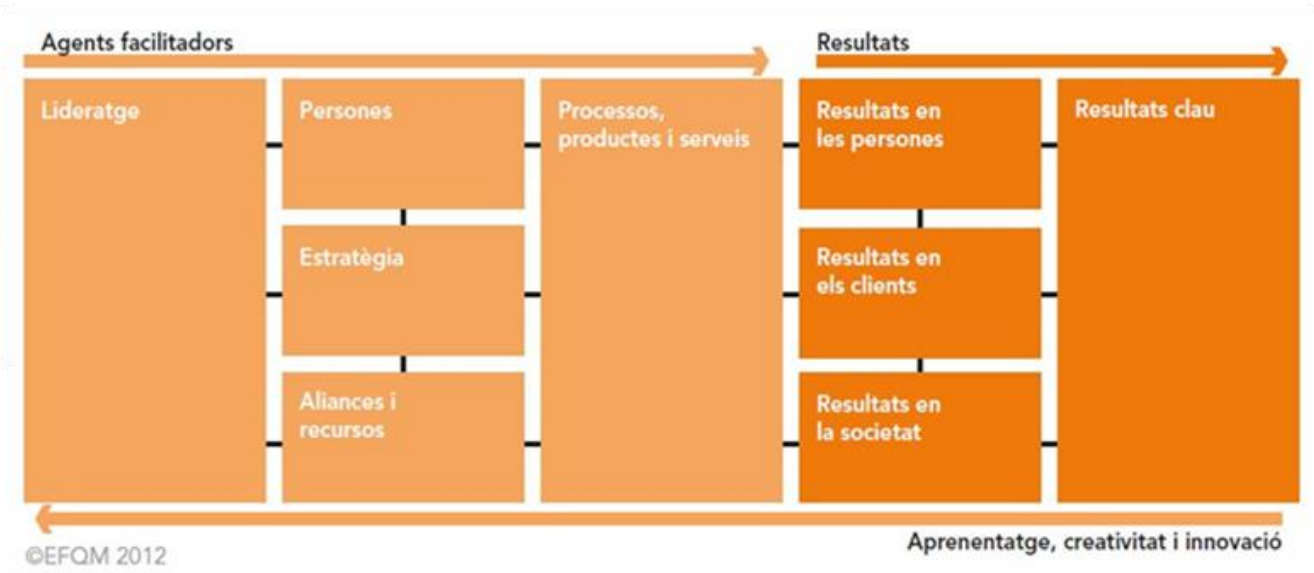 Agents facilitadors
Resultats
Lideratge
Persones
Processos,
productes i serveis
Resultats en
les persones
Resultats clau
Estratègia
Resultats en
els clients
Aliances i
recursos
Resultats en
la societat
Aprenentatge, creativitat i innovació
©EFQM 2012